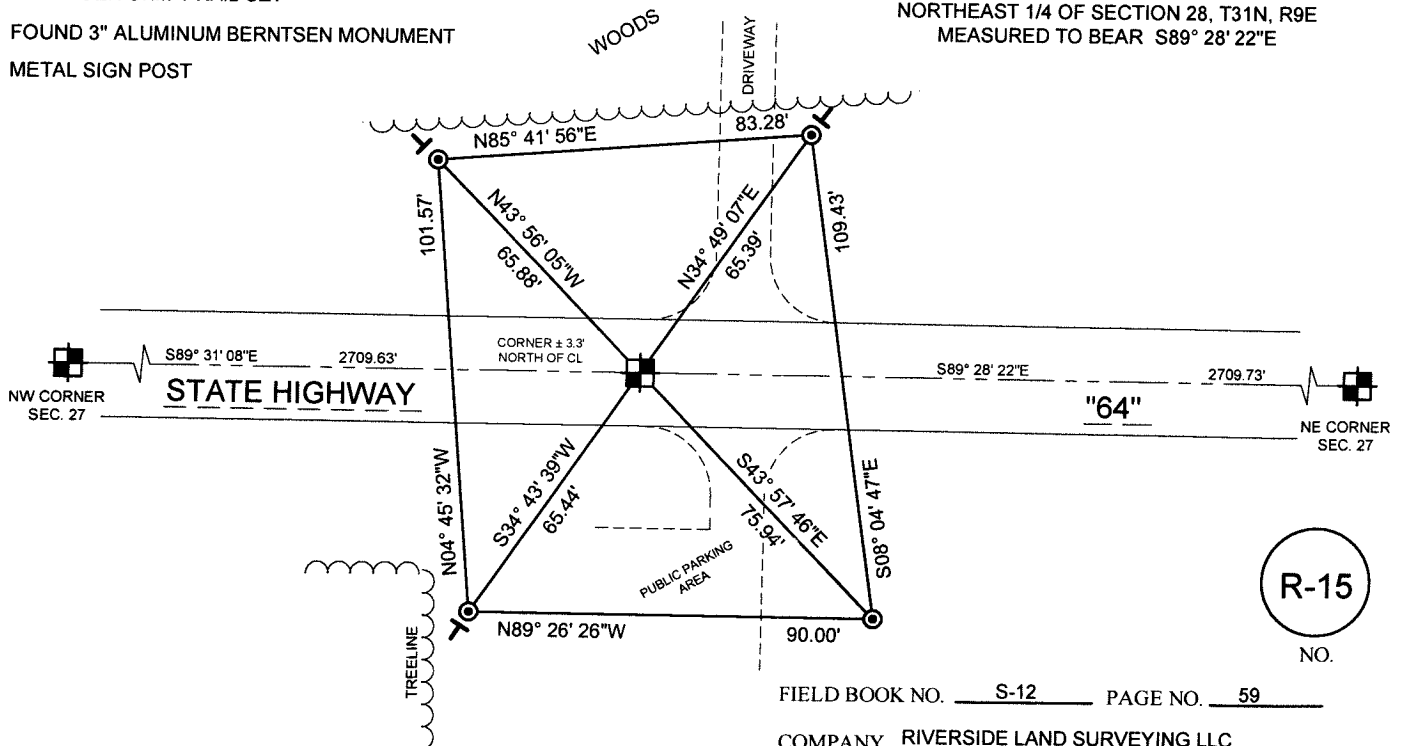 FOUND 3" ALUMINUM BERNTSEN MONUMENT
METAL SIGN POST
NORTHEAST 1/4 OF SECTION 28, T31N, R9E
MEASURED TO BEAR S89° 28' 22"E
WOODS
DRIVEWAY
N85° 41' 56"E
83.28'
101.57'
N43° 56' 05"W
65.88'
N34° 49' 07"E
65.39'
109.43'
CORNER ± 3.3'
NORTH OF CL
S89° 31' 08"E
2709.63'
S89° 28' 22"E
2709.73'
NW CORNER
SEC. 27
STATE HIGHWAY
"64"
NE CORNER
SEC. 27
N04° 45' 32"W
S34° 43' 39"W
65.44'
S43° 57' 46"E
75.94'
S08° 04' 47"E
PUBLIC PARKING
AREA
N89° 26' 26"W
90.00'
TREELINE
R-15
NO.
FIELD BOOK NO. S-12 PAGE NO. 59
COMPANY RIVERSIDE LAND SURVEYING LLC